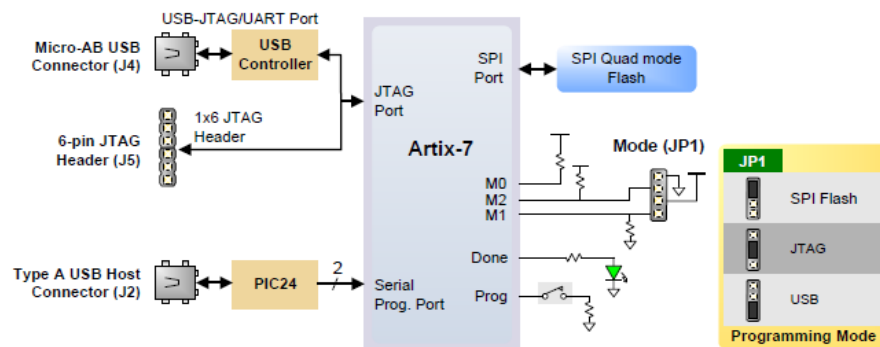 USB-JTAG/UART Port
Micro-AB USB
Connector (J4)
USB
Controller
6-pin JTAG
Header (J5)
1x6 JTAG
Header
Type A USB Host
Connector (J2)
PIC24
2
JTAG
Port
Artix-7
SPI
Port
SPI Quad mode
Flash
M0
M2
M1
Mode (JP1)
Done
Prog
Serial
Prog. Port
JP1
SPI Flash
JTAG
USB
Programming Mode